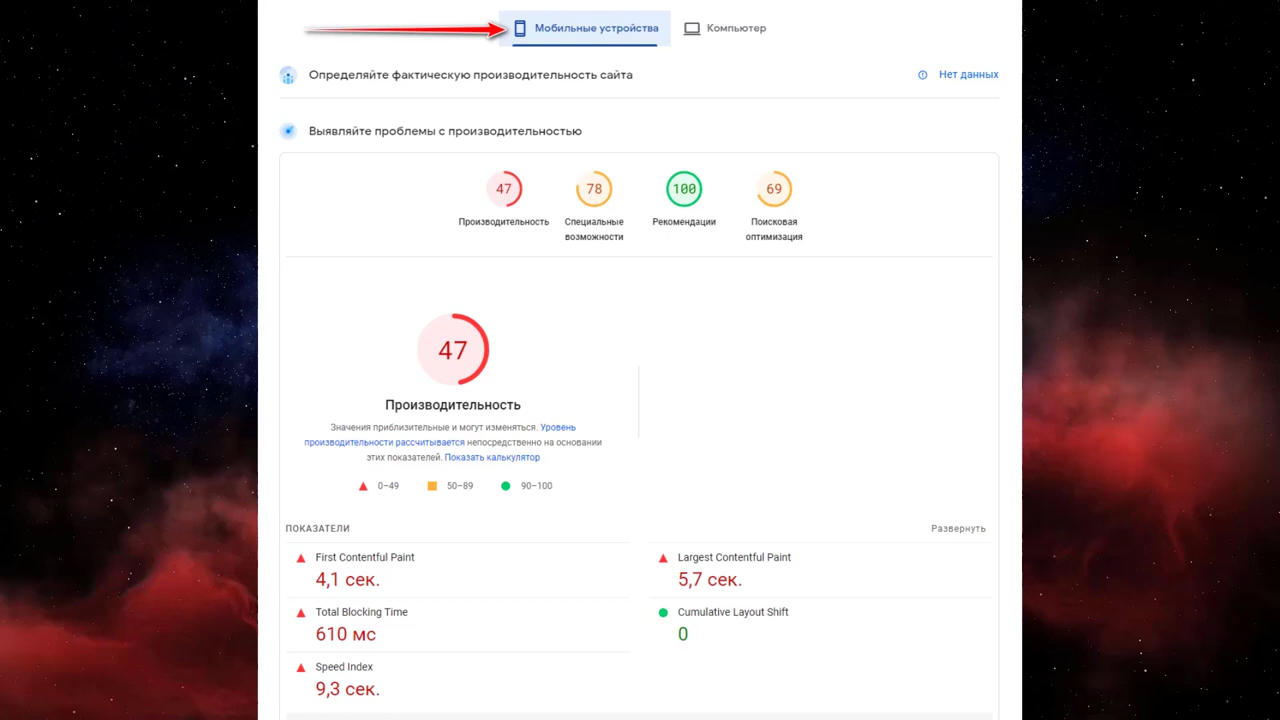 Мобильные устройства
Компьютер
Определяйте фактическую производительность сайта
Нет данных
Выявляйте проблемы с производительностью
47
78
100
69
Производительность
Специальные
возможности
Рекомендации
Поисковая
оптимизация
47
Производительность
Значения приблизительные и могут изменяться. Уровень
производительности рассчитывается непосредственно на основании
этих показателей. Показать калькулятор
0–49
50–89
90–100
ПОКАЗАТЕЛИ
Развернуть
First Contentful Paint
4,1 сек.
Largest Contentful Paint
5,7 сек.
Total Blocking Time
610 мс
Cumulative Layout Shift
0
Speed Index
9,3 сек.